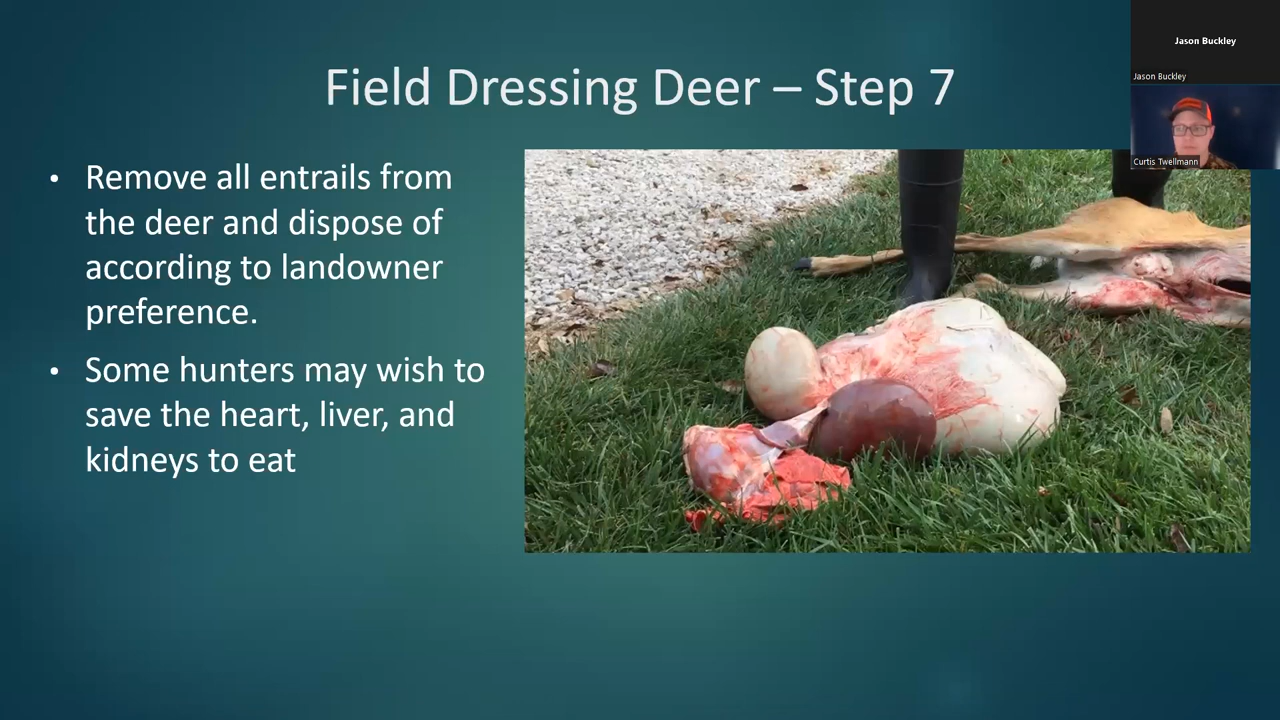 Jason Buckley
Jason Buckley
Curtis Twellmann
Field Dressing Deer – Step 7
• Remove all entrails from
the deer and dispose of
according to landowner
preference.
• Some hunters may wish to
save the heart, liver, and
kidneys to eat